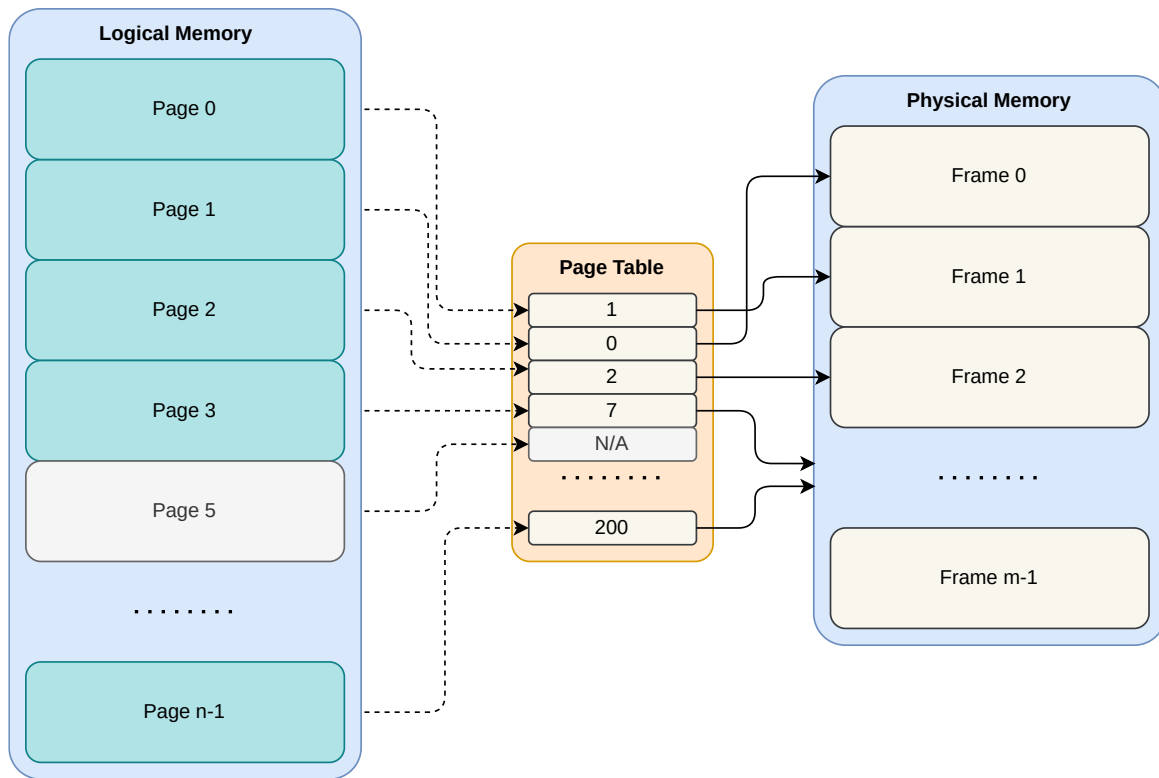 Logical Memory
Page 0
Page 1
Page 2
Page 3
Page 5
. . . . . . . .
Page n-1
Page Table
1
0
2
7
N/A
. . . . . . . .
200
Physical Memory
Frame 0
Frame 1
Frame 2
. . . . . . . .
Frame m-1